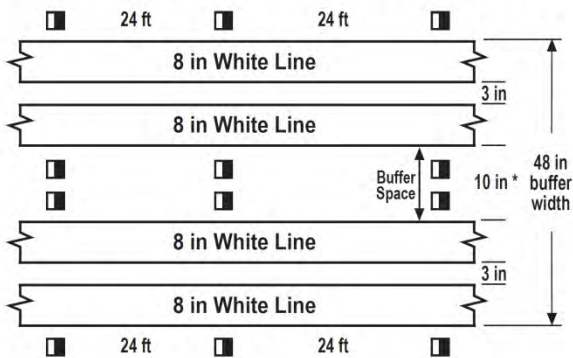 24 ft 24 ft
8 in White Line
3 in
8 in White Line
Buffer
Space
10 in *
48 in
buffer
width
8 in White Line
3 in
8 in White Line
24 ft 24 ft